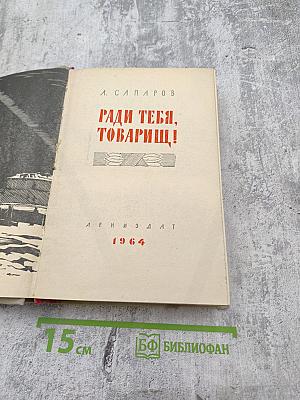 А. САПАРОВ
РАДИ ТЕБЯ,
ТОВАРИЩ!
ЛЕНИЗДАТ
1964
15 см
БФ БИБЛИОФАН